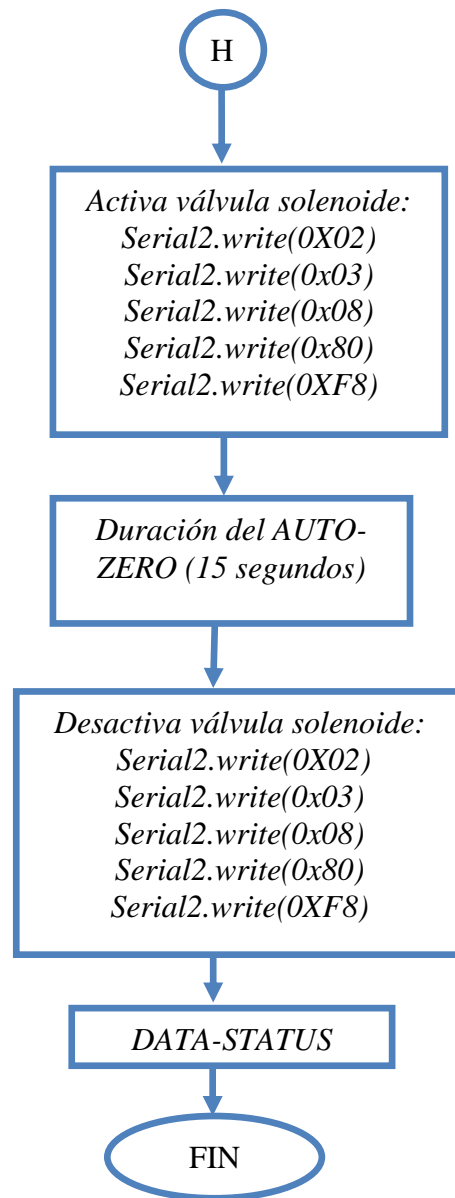 H
Activa válvula solenoide:
Serial2.write(0X02)
Serial2.write(0x03)
Serial2.write(0x08)
Serial2.write(0x80)
Serial2.write(0XF8)
Duración del AUTO-
ZERO (15 segundos)
Desactiva válvula solenoide:
Serial2.write(0X02)
Serial2.write(0x03)
Serial2.write(0x08)
Serial2.write(0x80)
Serial2.write(0XF8)
DATA-STATUS
FIN